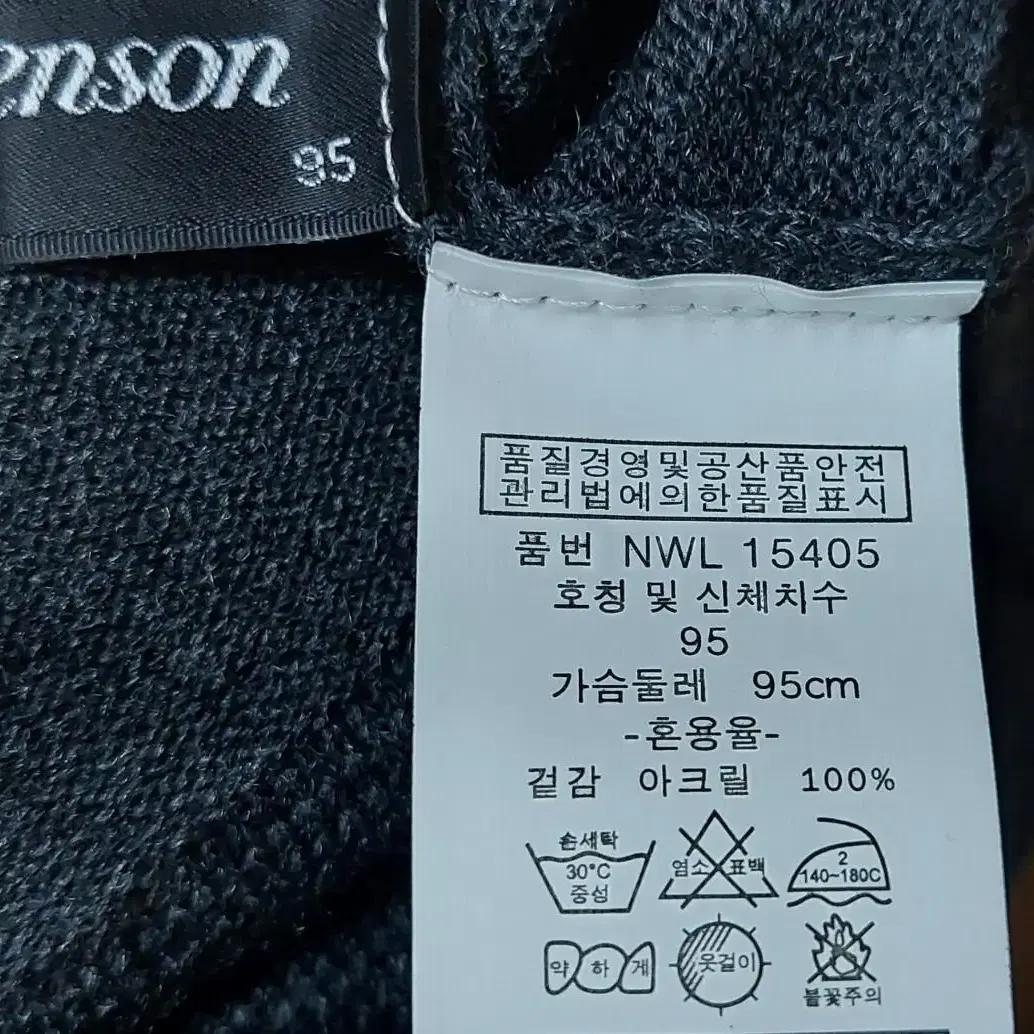 enson
95
품질경영및공산품안전
관리법에의한품질표시
품번 NWL 15405
호칭 및 신체치수
95
가슴둘레 95cm
-혼용율-
겉감 아크릴 100%
손세탁
30°C
중성
염소 표백
2
140~180C
약하게
옷걸이
불꽃주의